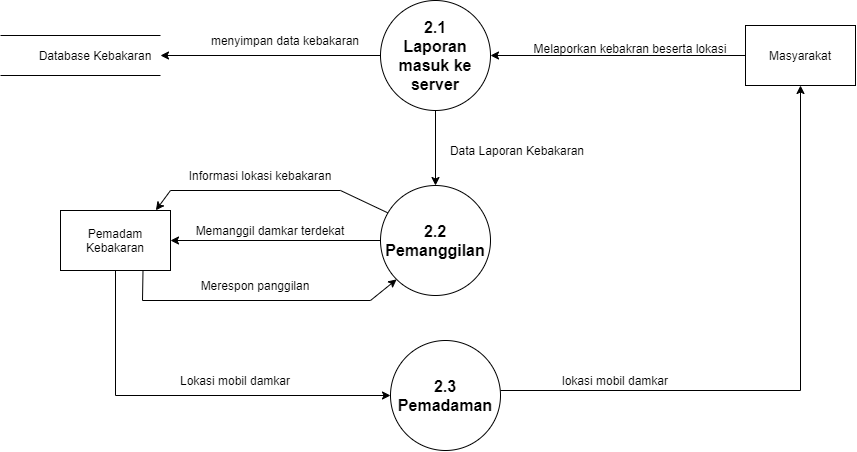 2.1
Laporan
masuk ke
server
menyimpan data kebakaran
Database Kebakaran
Melaporkan kebakran beserta lokasi
Masyarakat
Data Laporan Kebakaran
Informasi lokasi kebakaran
Pemadam
Kebakaran
Memanggil damkar terdekat
2.2
Pemanggilan
Merespon panggilan
Lokasi mobil damkar
2.3
Pemadaman
lokasi mobil damkar